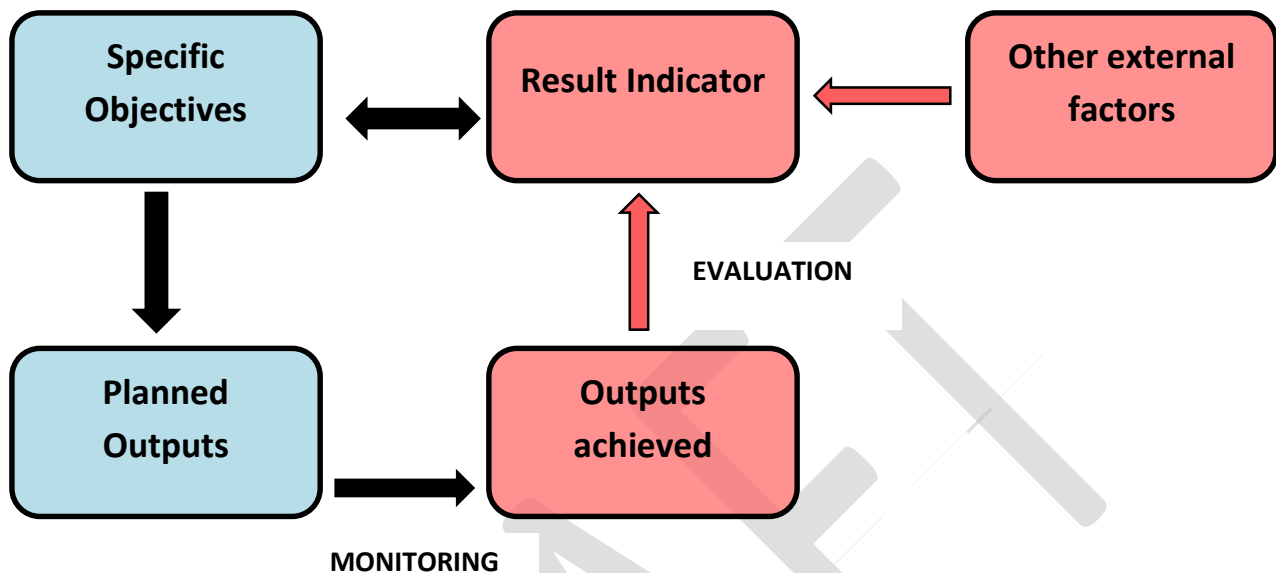 Specific
Objectives
Result Indicator
Other external
factors
EVALUATION
Planned
Outputs
Outputs
achieved
MONITORING